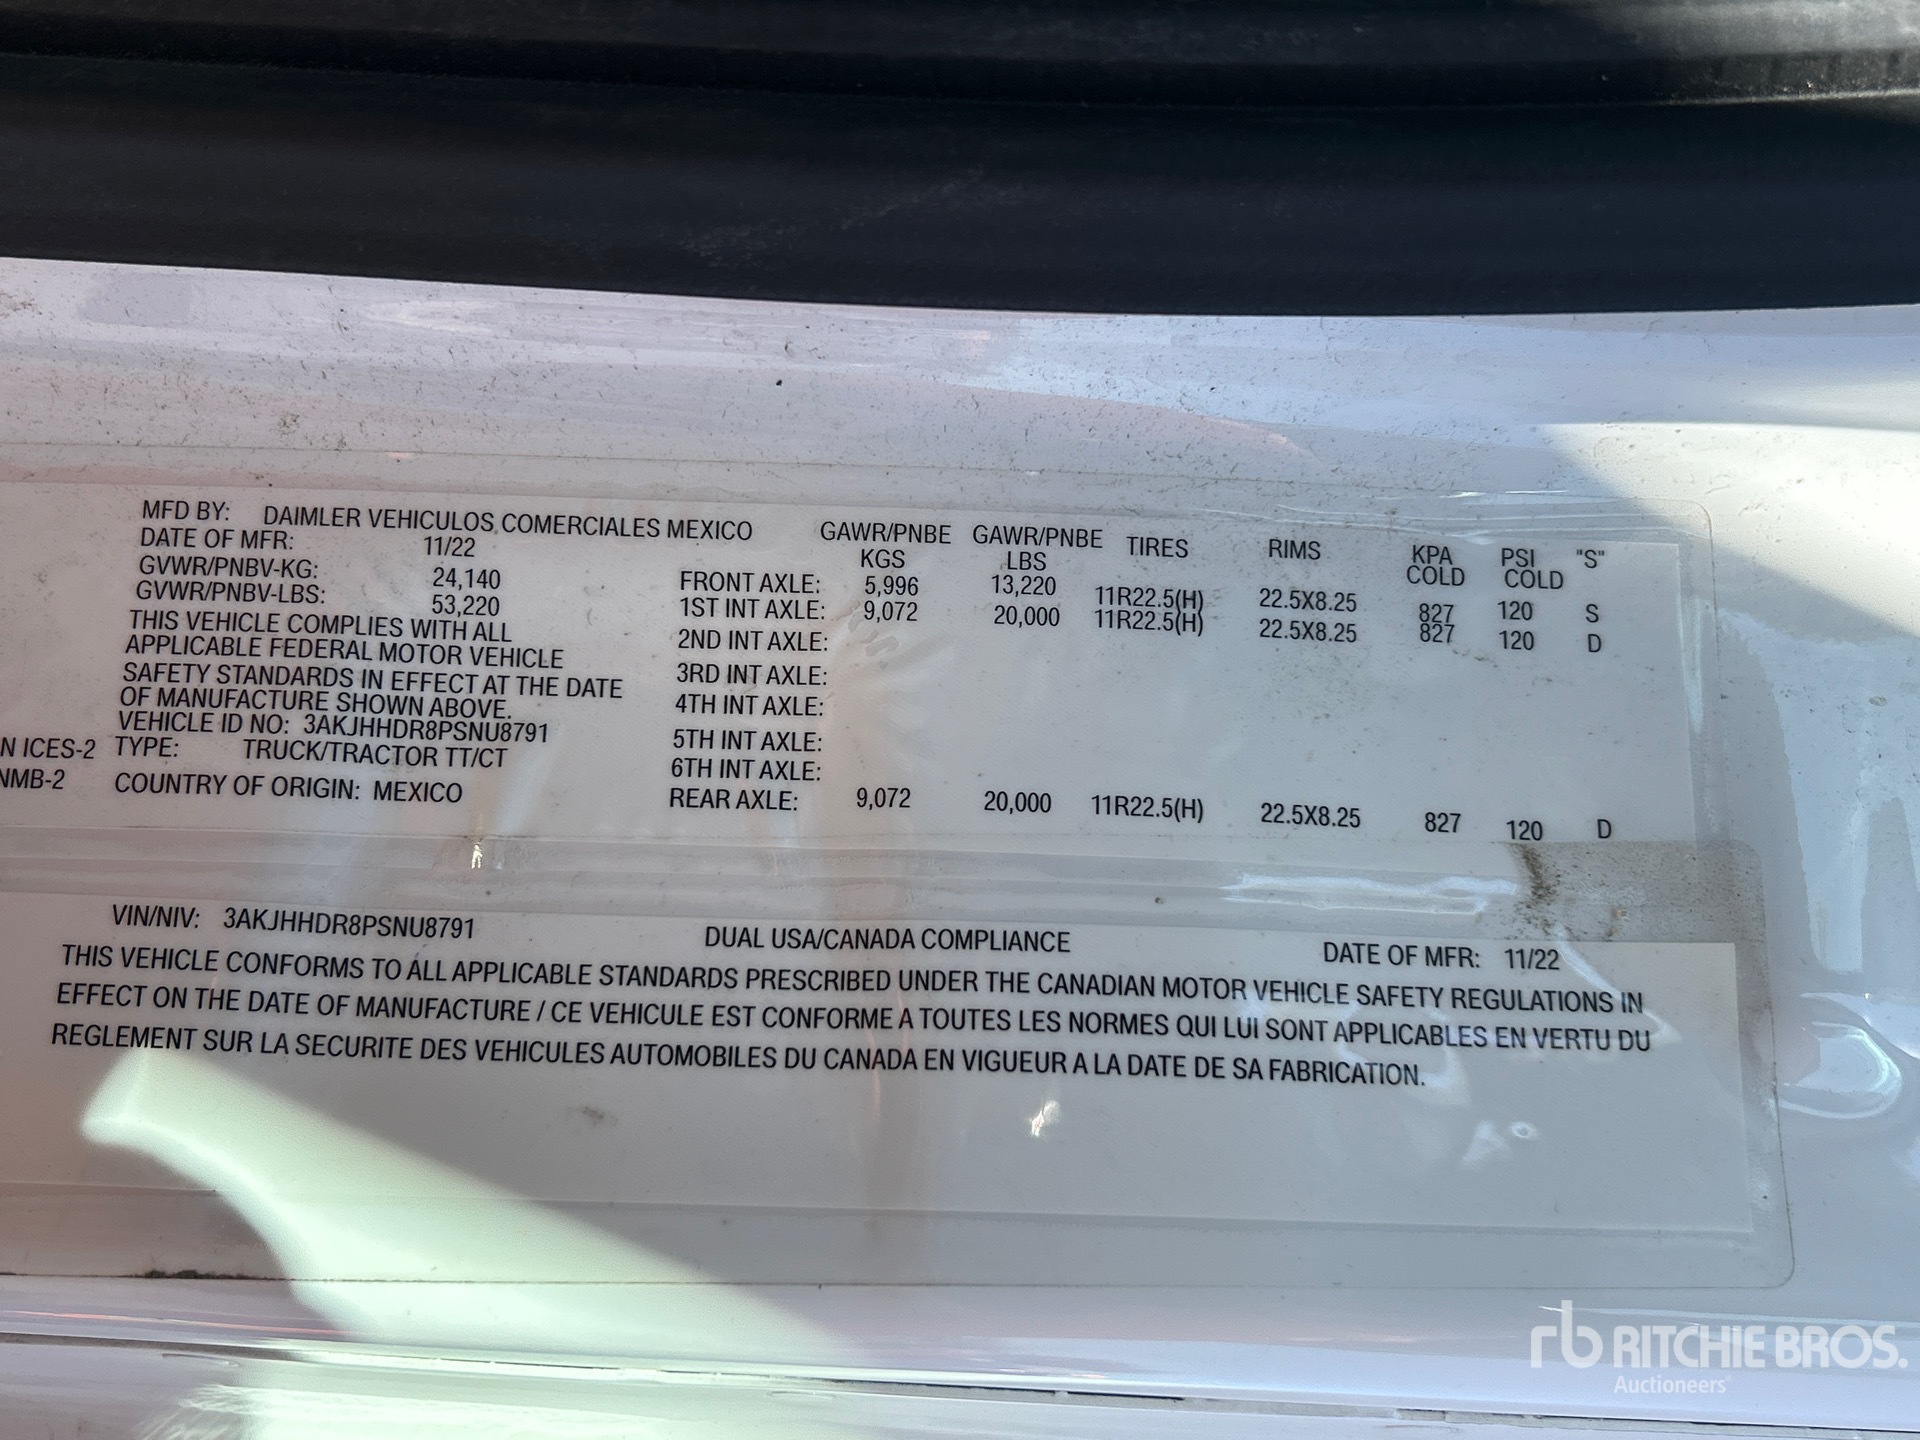 MFD BY: DAIMLER VEHICULOS COMERCIALES MEXICO
DATE OF MFR: 11/22
GVWR/PNBV-KG: 24,140
GVWR/PNBV-LBS: 53,220
THIS VEHICLE COMPLIES WITH ALL
APPLICABLE FEDERAL MOTOR VEHICLE
SAFETY STANDARDS IN EFFECT AT THE DATE
OF MANUFACTURE SHOWN ABOVE.
VEHICLE ID NO: 3AKJHHDR8PSNU8791
N ICES-2 TYPE: TRUCK/TRACTOR TT/CT
NMB-2 COUNTRY OF ORIGIN: MEXICO
GAWR/PNBE GAWR/PNBE TIRES RIMS KPA PSI "S"
KGS LBS COLD COLD
FRONT AXLE: 5,996 13,220 11R22.5(H) 22.5X8.25 827 120 S
1ST INT AXLE: 9,072 20,000 11R22.5(H) 22.5X8.25 827 120 D
2ND INT AXLE:
3RD INT AXLE:
4TH INT AXLE:
5TH INT AXLE:
6TH INT AXLE:
REAR AXLE: 9,072 20,000 11R22.5(H) 22.5X8.25 827 120 D
VIN/NIV: 3AKJHHDR8PSNU8791 DUAL USA/CANADA COMPLIANCE DATE OF MFR: 11/22
THIS VEHICLE CONFORMS TO ALL APPLICABLE STANDARDS PRESCRIBED UNDER THE CANADIAN MOTOR VEHICLE SAFETY REGULATIONS IN
EFFECT ON THE DATE OF MANUFACTURE / CE VEHICULE EST CONFORME A TOUTES LES NORMES QUI LUI SONT APPLICABLES EN VERTU DU
REGLEMENT SUR LA SECURITE DES VEHICULES AUTOMOBILES DU CANADA EN VIGUEUR A LA DATE DE SA FABRICATION.
rb RITCHIE BROS.
Auctioneers